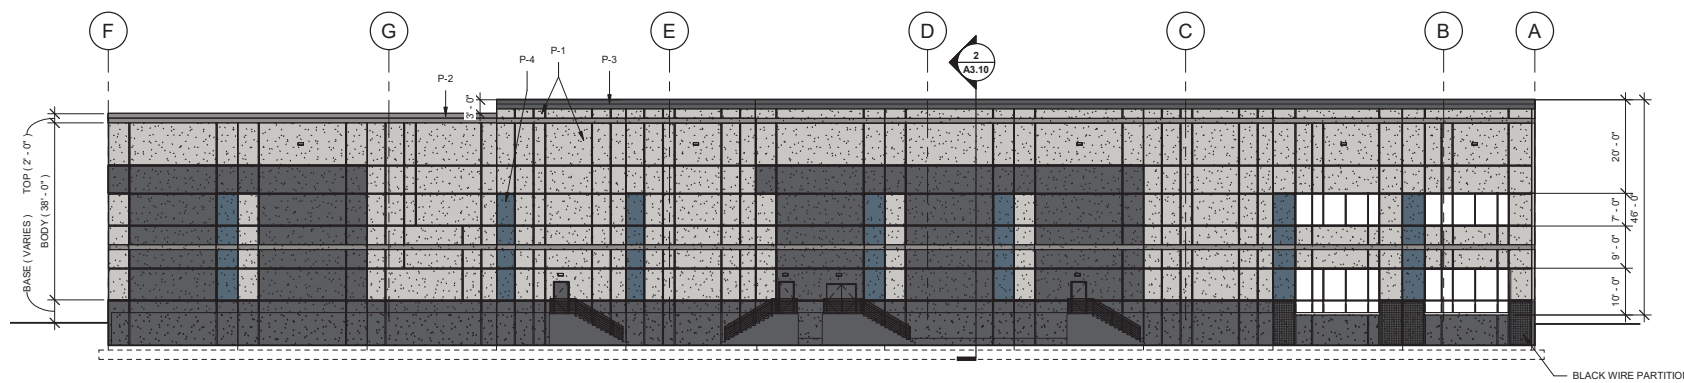 F
G
E
D
C
B
A
2
A3.10
P-1
P-4
P-3
P-2
3' - 0"
TOP ( 2' - 0")
BODY ( 38' - 0")
BASE ( VARIES )
20' - 0"
7' - 0"
46' - 0"
9' - 0"
10' - 0"
BLACK WIRE PARTITION